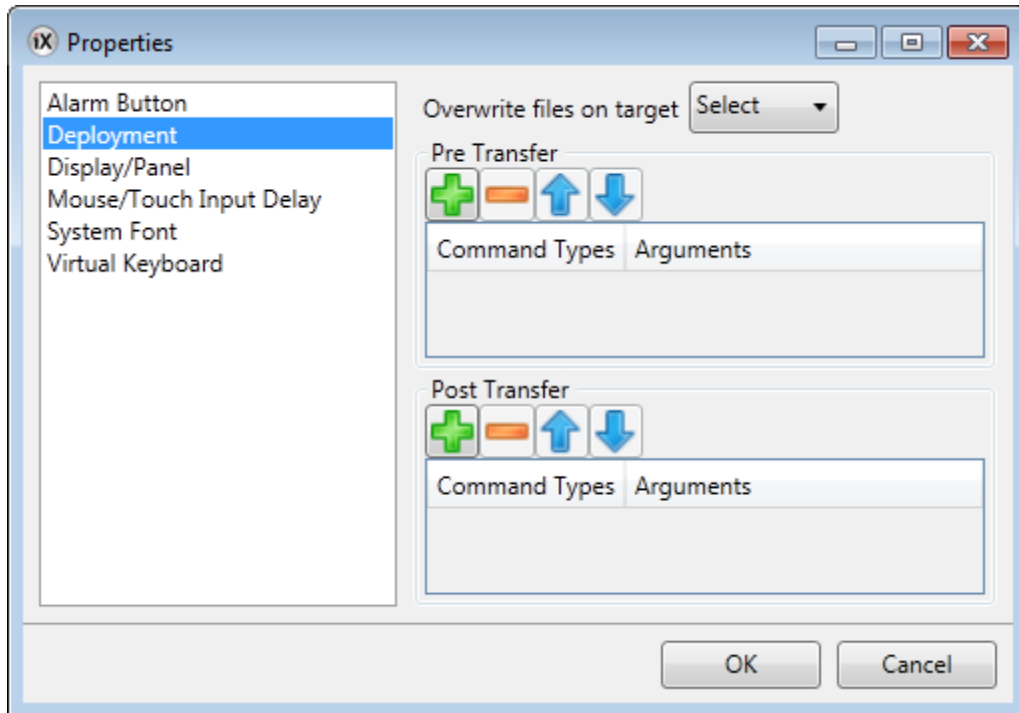 iX Properties
Alarm Button
Deployment
Display/Panel
Mouse/Touch Input Delay
System Font
Virtual Keyboard
Overwrite files on target Select
Pre Transfer
Command Types Arguments
Post Transfer
Command Types Arguments
OK Cancel